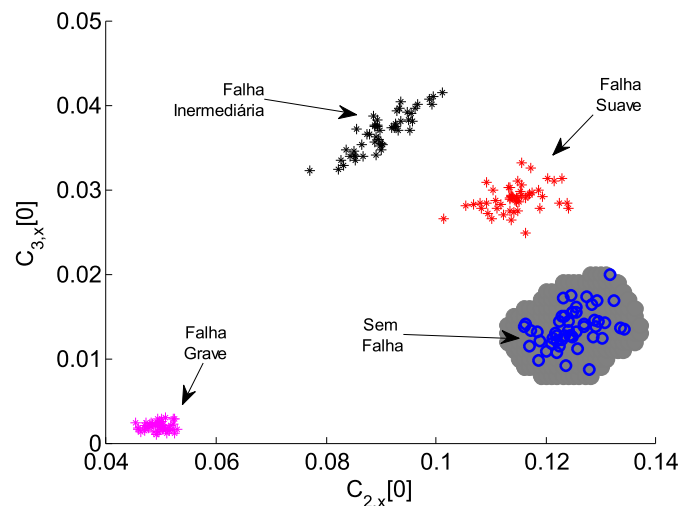 0.05
0.04
0.03
0.02
0.01
0
C3,x[0]
Falha
Inermediária
Falha
Suave
Sem
Falha
Falha
Grave
0.04
0.06
0.08
0.1
0.12
0.14
C2,x[0]